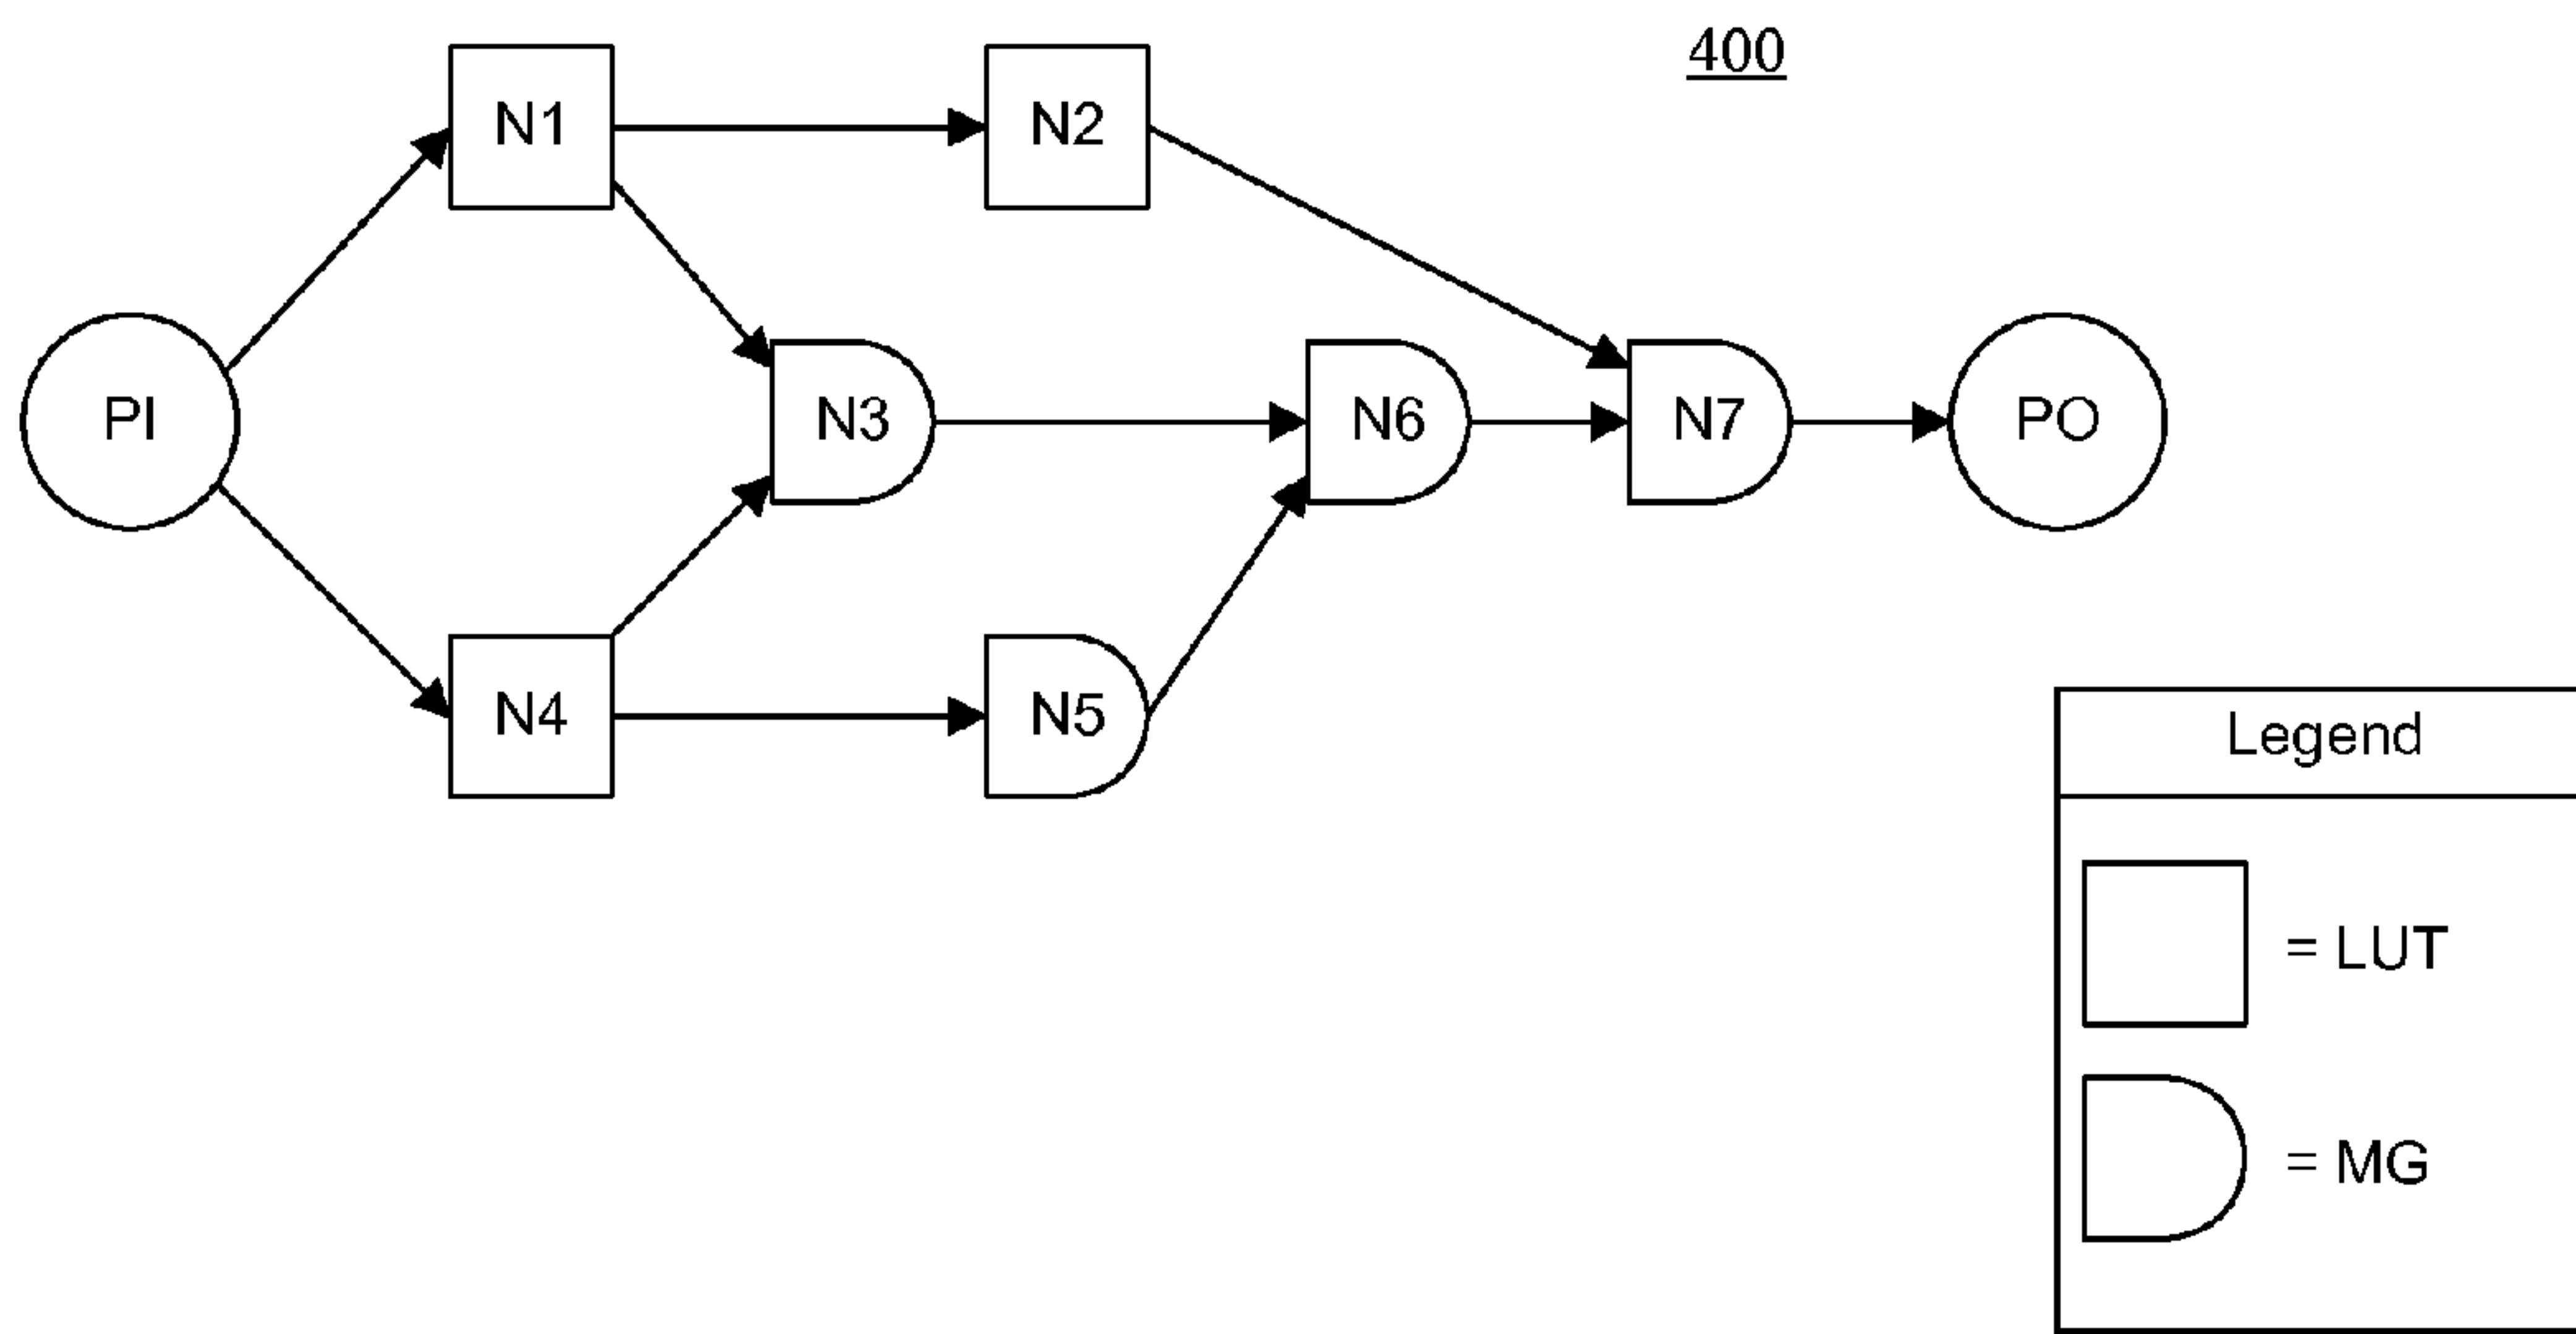 400
N1
N2
PI
N3
N6
N7
PO
N4
N5
Legend
= LUT
= MG